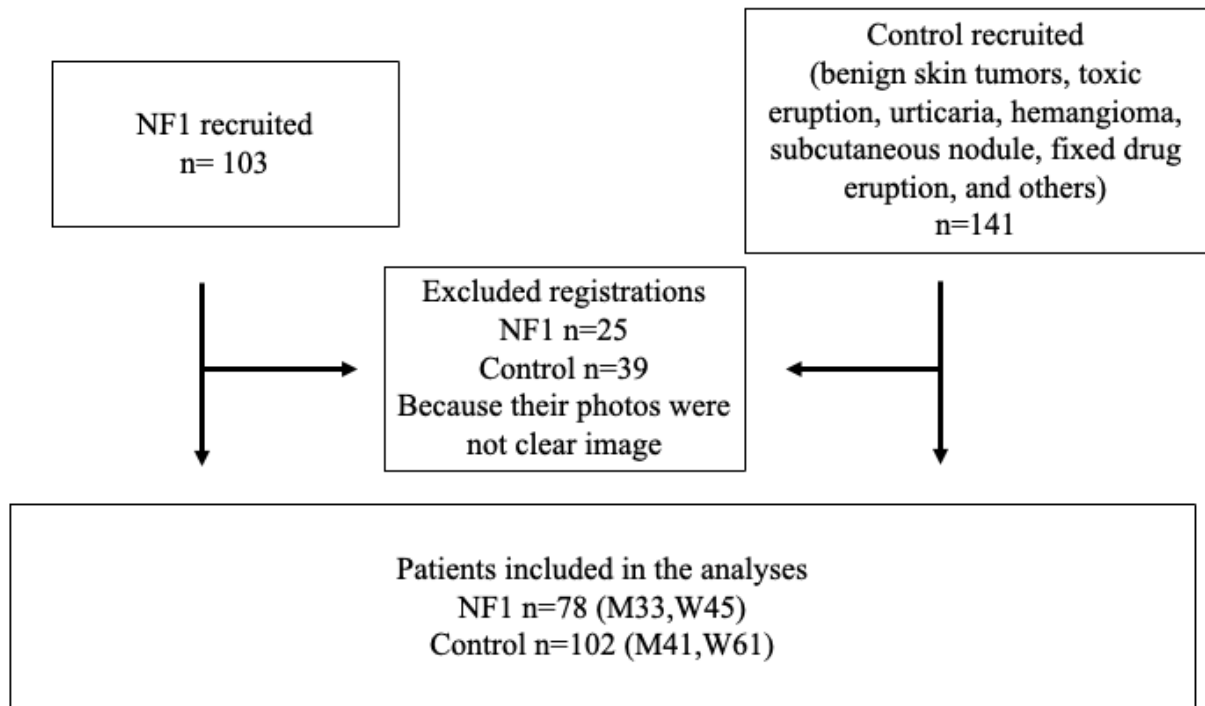 NF1 recruited
n= 103
Control recruited
(benign skin tumors, toxic
eruption, urticaria, hemangioma,
subcutaneous nodule, fixed drug
eruption, and others)
n=141
Excluded registrations
NF1 n=25
Control n=39
Because their photos were
not clear image
Patients included in the analyses
NF1 n=78 (M33,W45)
Control n=102 (M41,W61)